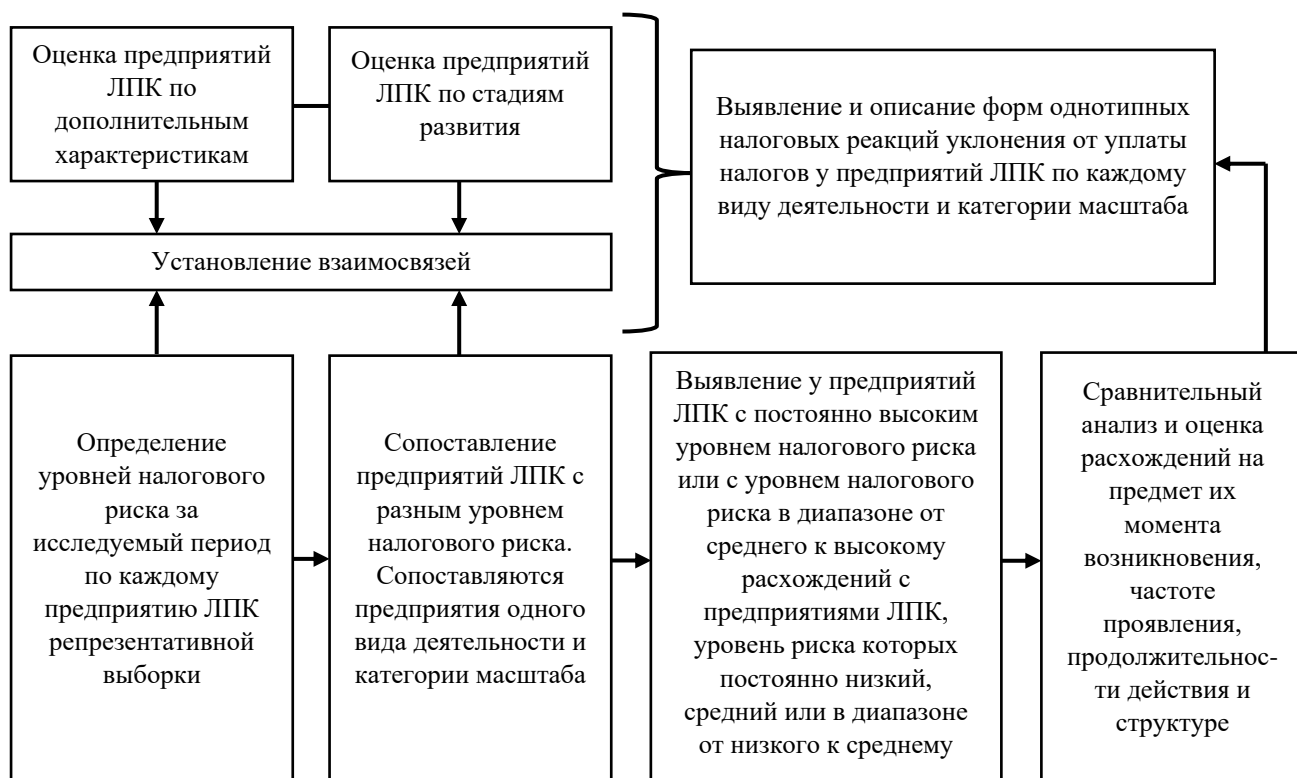 Оценка предприятий
ЛПК по
дополнительным
характеристикам
Оценка предприятий
ЛПК по стадиям
развития
Выявление и описание форм однотипных
налоговых реакций уклонения от уплаты
налогов у предприятий ЛПК по каждому
виду деятельности и категории масштаба
Установление взаимосвязей
Определение
уровней налогового
риска за
исследуемый период
по каждому
предприятию ЛПК
репрезентативной
выборки
Сопоставление
предприятий ЛПК с
разным уровнем
налогового риска.
Сопоставляются
предприятия одного
вида деятельности и
категории масштаба
Выявление у предприятий
ЛПК с постоянно высоким
уровнем налогового риска
или с уровнем налогового
риска в диапазоне от
среднего к высокому
расхождений с
предприятиями ЛПК,
уровень риска которых
постоянно низкий,
средний или в диапазоне
от низкого к среднему
Сравнительный
анализ и оценка
расхождений на
предмет их
момента
возникновения,
частоте
проявления,
продолжительнос-
ти действия и
структуре